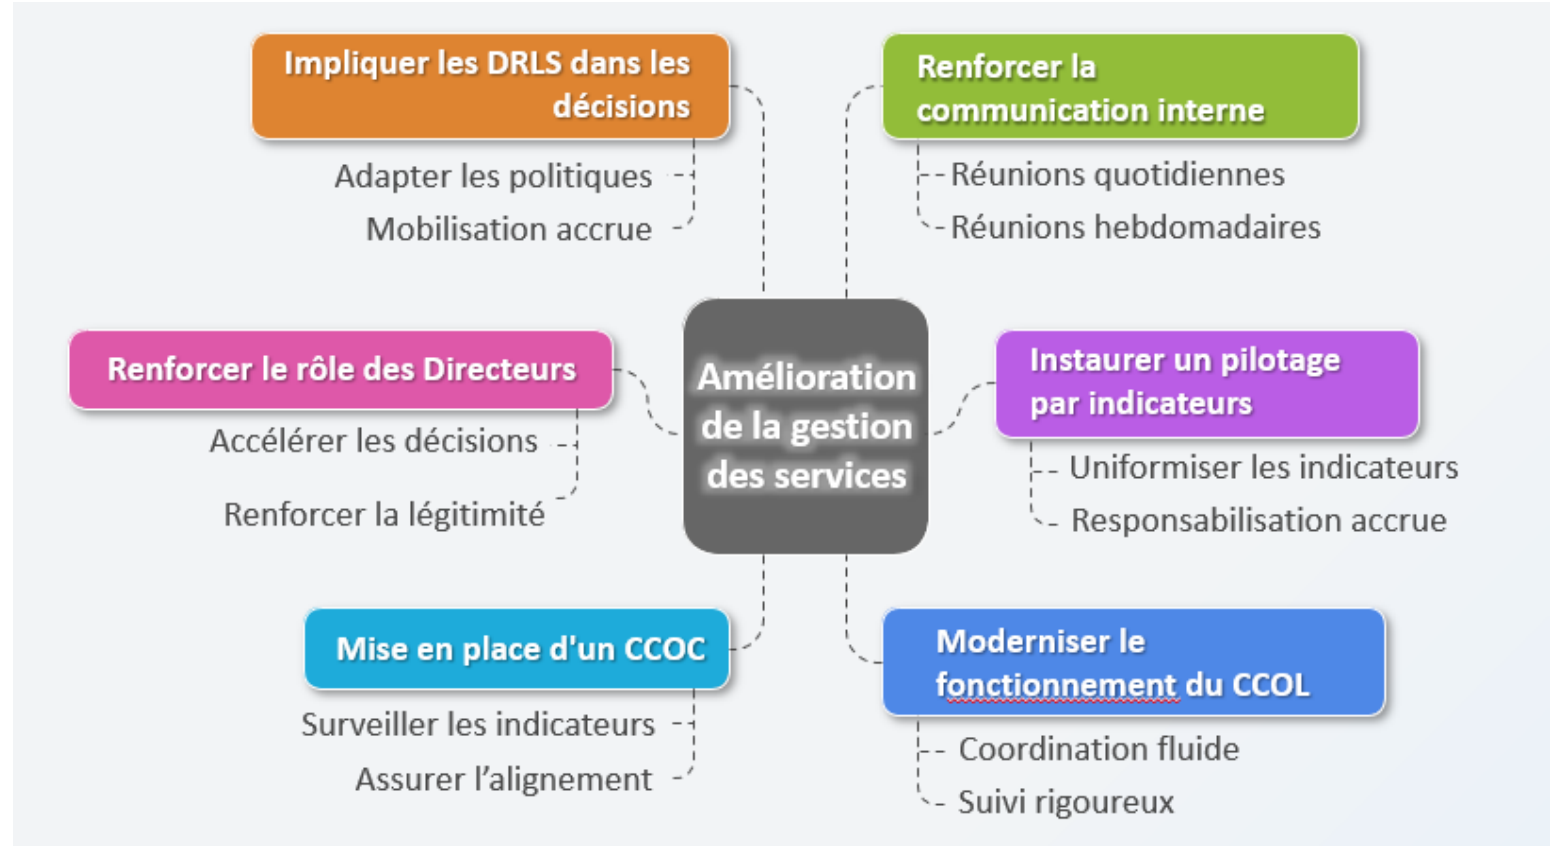 Impliquer les DRLS dans les
décisions
Adapter les politiques
Mobilisation accrue
Renforcer la
communication interne
Réunions quotidiennes
Réunions hebdomadaires
Renforcer le rôle des Directeurs
Accélérer les décisions
Renforcer la légitimité
Amélioration
de la gestion
des services
Instaurer un pilotage
par indicateurs
Uniformiser les indicateurs
Responsabilisation accrue
Mise en place d'un CCOC
Surveiller les indicateurs
Assurer l’alignement
Moderniser le
fonctionnement du CCOL
Coordination fluide
Suivi rigoureux